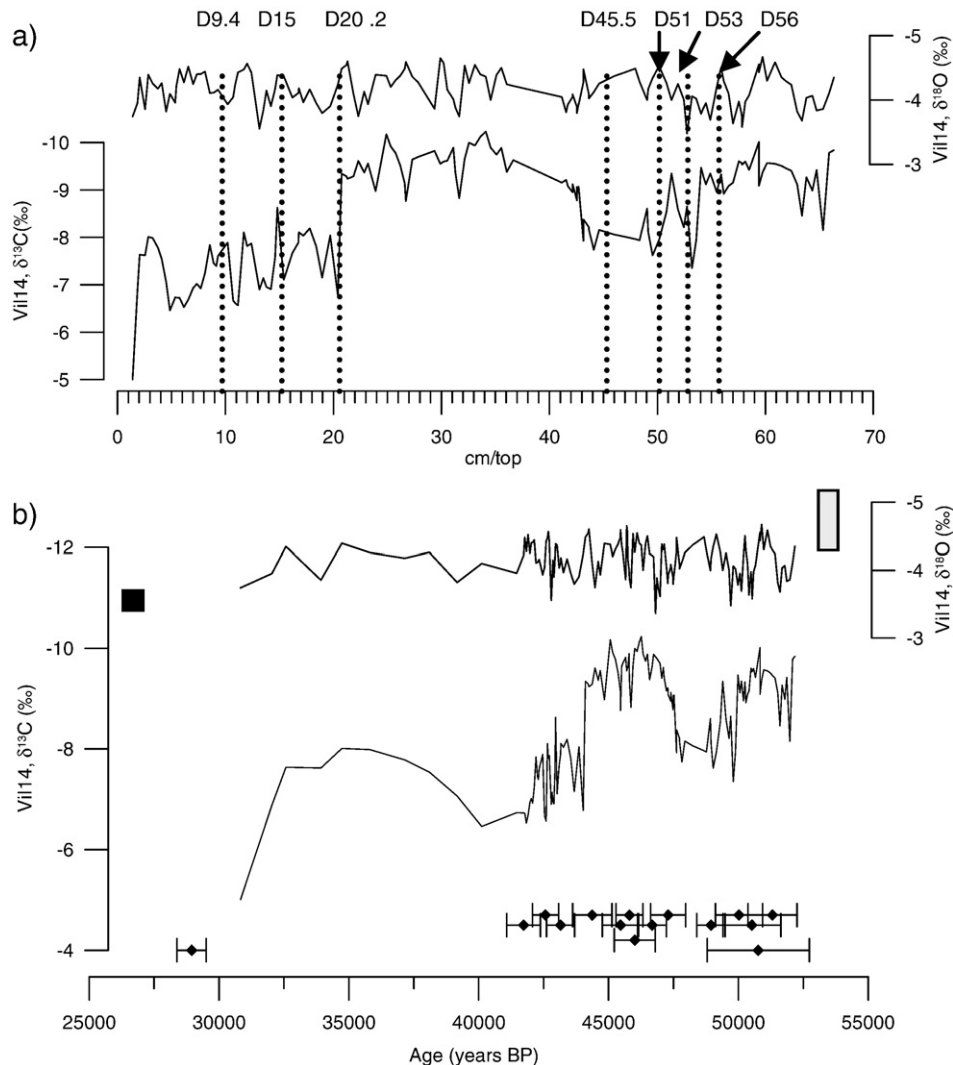 a)
D9.4 D15 D20 .2 D45.5 D51 D53 D56
-5
-4
-3
Vil14, δ18O (‰)
-10
-9
-8
-7
-6
-5
Vil14, δ13C(‰)
0 10 20 30 40 50 60 70
cm/top
b)
-5
-4
-3
Vil14, δ18O (‰)
-12
-10
-8
-6
-4
Vil14, δ13C (‰)
25000 30000 35000 40000 45000 50000 55000
Age (years BP)